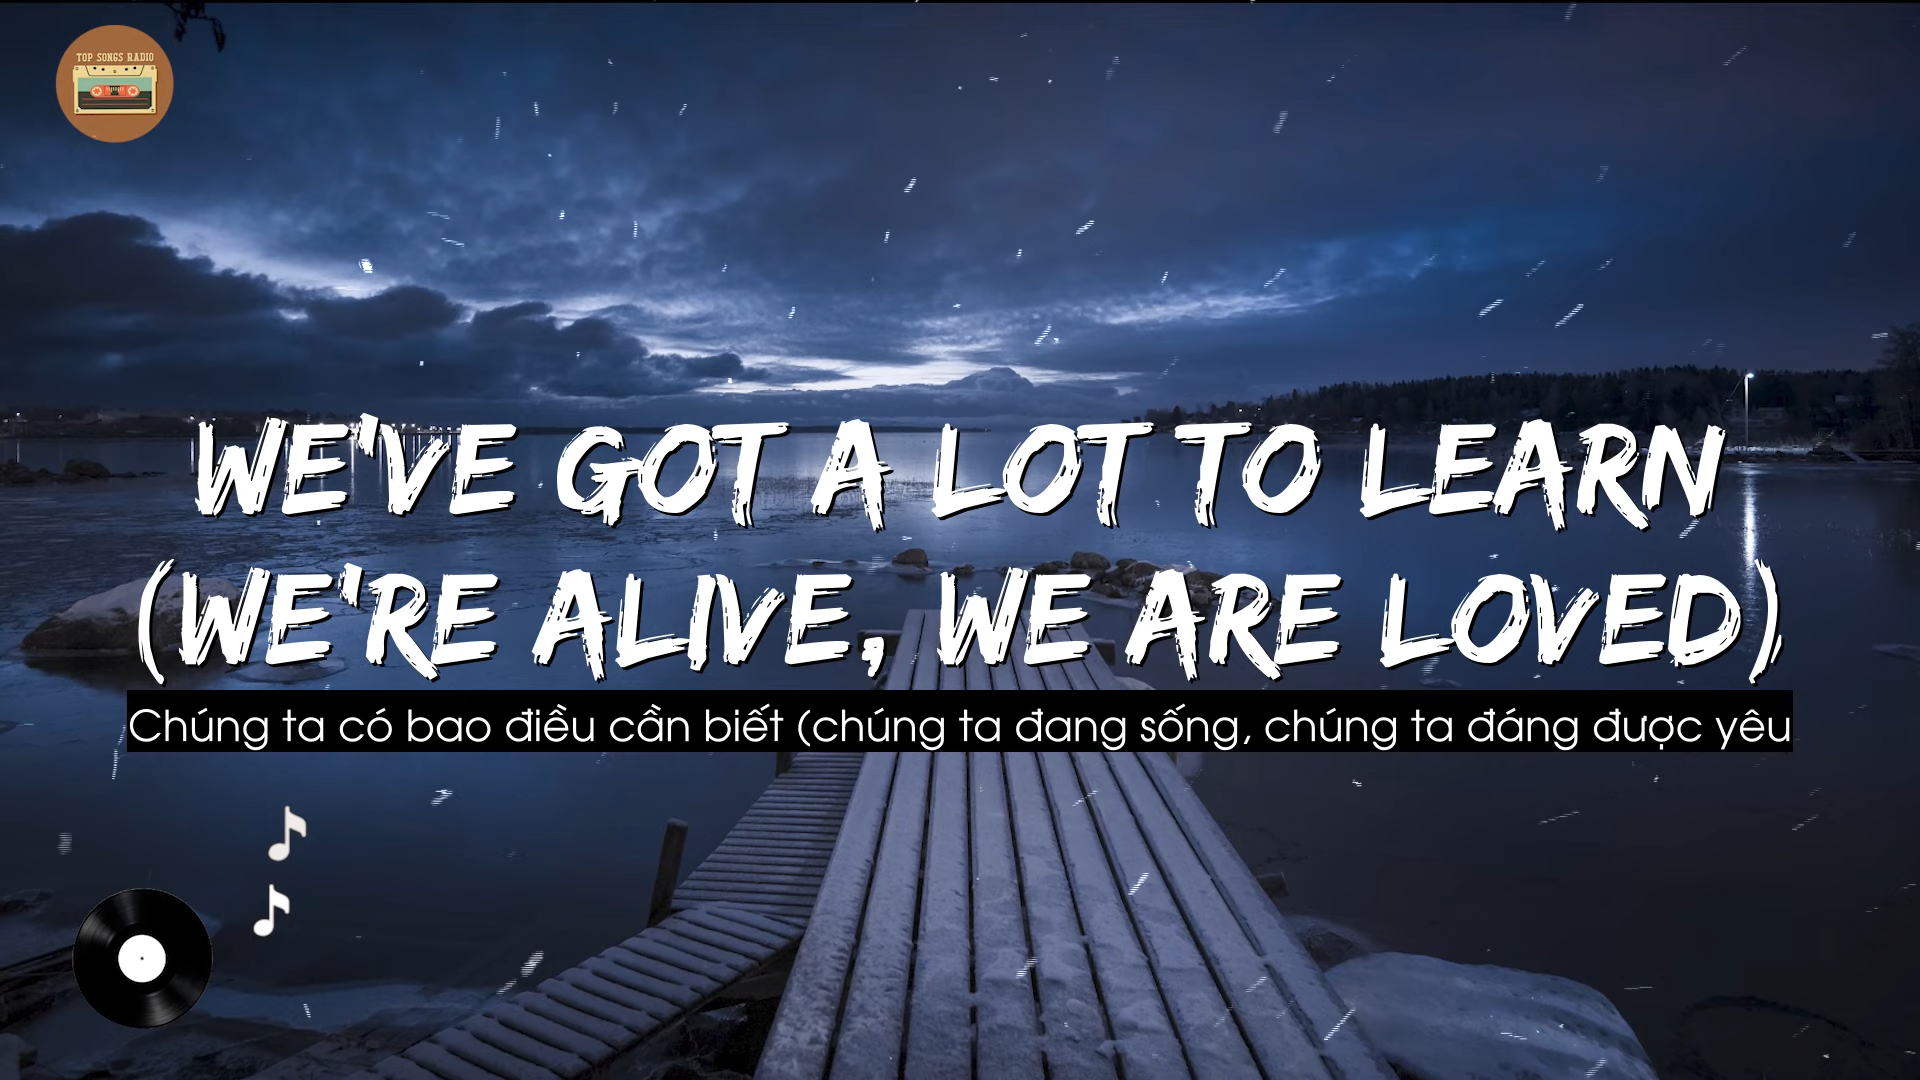 TOP SONGS RADIO
WE'VE GOT A LOT TO LEARN
(WE'RE ALIVE, WE ARE LOVED)
Chúng ta có bao điều cần biết (chúng ta đang sống, chúng ta đáng được yêu